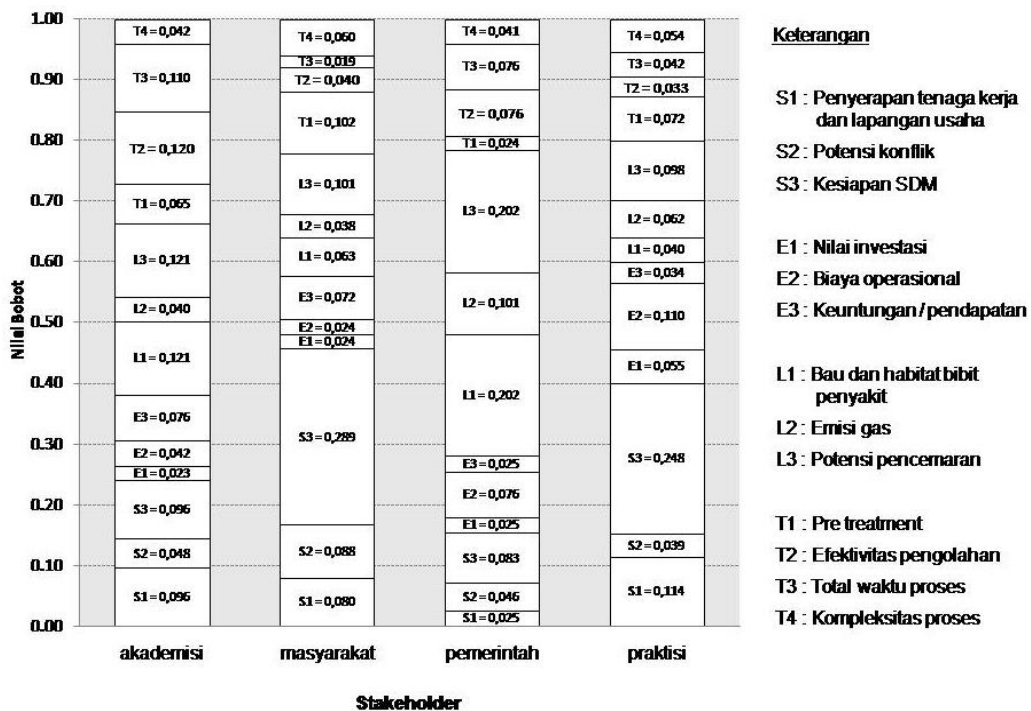 1.00
0.90
0.80
0.70
0.60
0.50
0.40
0.30
0.20
0.10
0.00
Nilai Bobot
T4 = 0,042
T3 = 0,110
T2 = 0,120
T1 = 0,065
L3 = 0,121
L2 = 0,040
L1 = 0,121
E3 = 0,076
E2 = 0,042
E1 = 0,023
S3 = 0,096
S2 = 0,048
S1 = 0,096
akademisi
T4 = 0,060
T3 = 0,019
T2 = 0,040
T1 = 0,102
L3 = 0,101
L2 = 0,038
L1 = 0,063
E3 = 0,072
E2 = 0,024
E1 = 0,024
S3 = 0,289
S2 = 0,088
S1 = 0,080
masyarakat
T4 = 0,041
T3 = 0,076
T2 = 0,076
T1 = 0,024
L3 = 0,202
L2 = 0,101
L1 = 0,202
E3 = 0,025
E2 = 0,076
E1 = 0,025
S3 = 0,083
S2 = 0,046
S1 = 0,025
pemerintah
T4 = 0,054
T3 = 0,042
T2 = 0,033
T1 = 0,072
L3 = 0,098
L2 = 0,062
L1 = 0,040
E3 = 0,034
E2 = 0,110
E1 = 0,055
S3 = 0,248
S2 = 0,039
S1 = 0,114
praktisi
Stakeholder
Keterangan
S1 : Penyerapan tenaga kerja
dan lapangan usaha
S2 : Potensi konflik
S3 : Kesiapan SDM
E1 : Nilai investasi
E2 : Biaya operasional
E3 : Keuntungan / pendapatan
L1 : Bau dan habitat bibit
penyakit
L2 : Emisi gas
L3 : Potensi pencemaran
T1 : Pre treatment
T2 : Efektivitas pengolahan
T3 : Total waktu proses
T4 : Kompleksitas proses